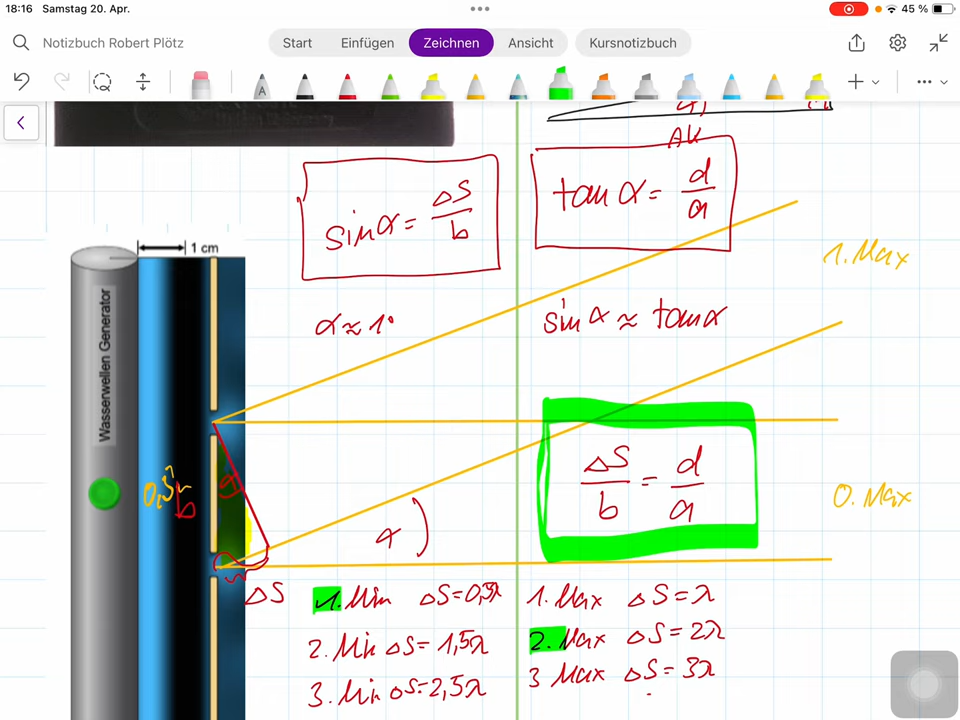 18:16 Samstag 20. Apr.
45 %
Notizbuch Robert Plötz
Start Einfügen Zeichnen Ansicht Kursnotizbuch
A
AK
sin α = ΔS/b
tan α = d/a
1 cm
1. Max
α ≈ 1°
sin α ≈ tan α
Wasserwellen Generator
α
b
ΔS/b = d/a
0. Max
α
ΔS
1. Min ΔS = 0,5λ
1. Max ΔS = λ
2. Min ΔS = 1,5λ
2. Max ΔS = 2λ
3. Min ΔS = 2,5λ
3 Max ΔS = 3λ